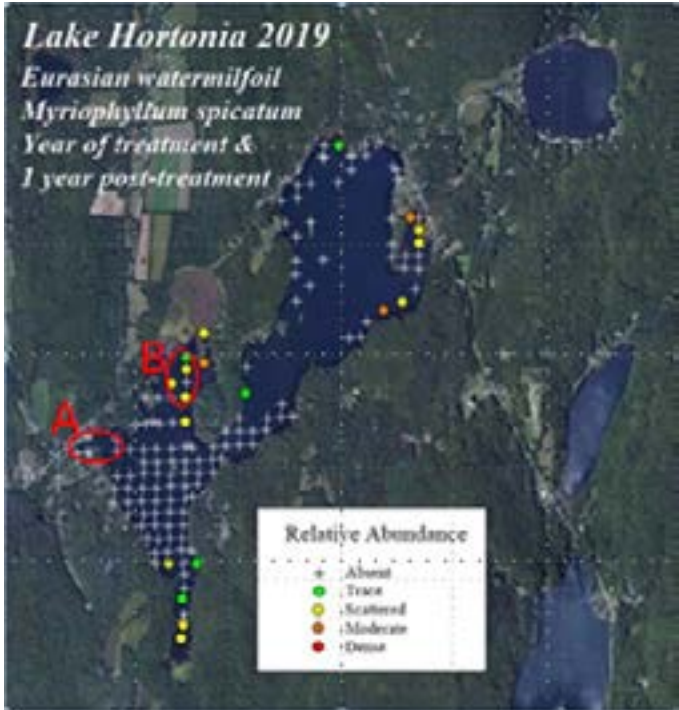 Lake Hortonia 2019
Eurasian watermilfoil
Myriophyllum spicatum
Year of treatment &
1 year post-treatment
B
A
Relative Abundance
Absent
Trace
Scattered
Moderate
Dense